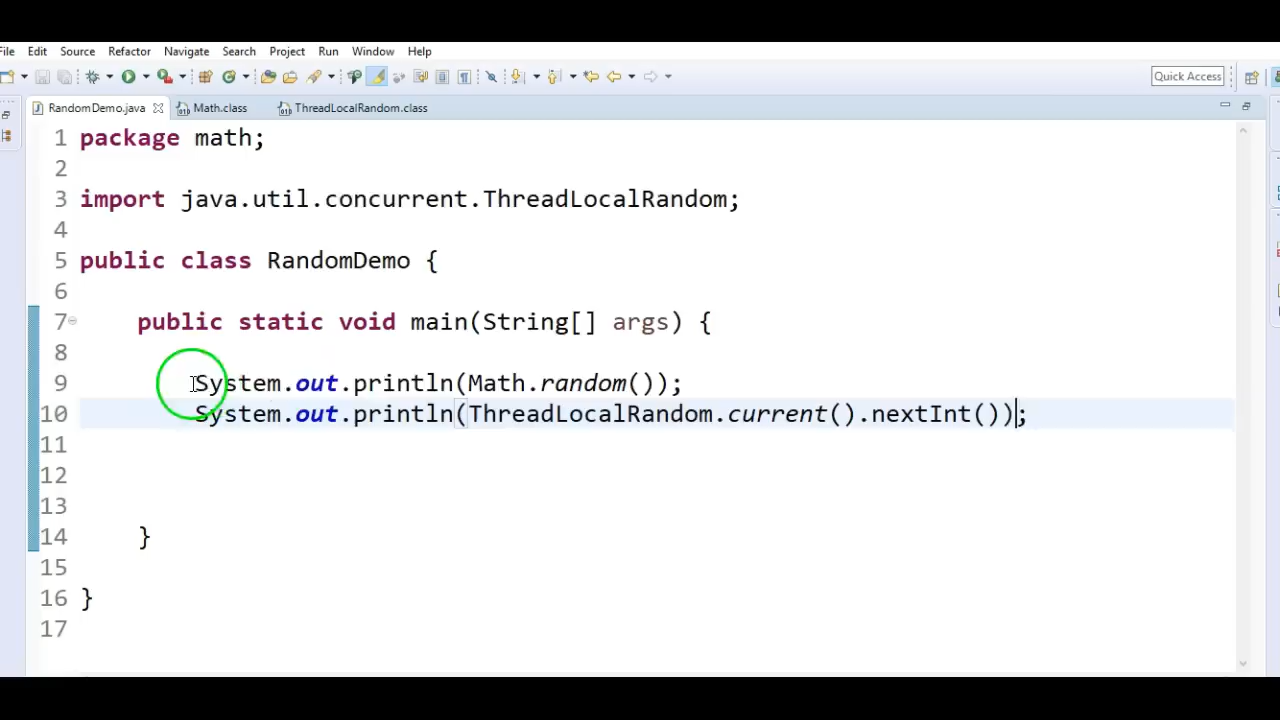 File Edit Source Refactor Navigate Search Project Run Window Help
Quick Access
RandomDemo.java Math.class ThreadLocalRandom.class
1 package math;
2
3 import java.util.concurrent.ThreadLocalRandom;
4
5 public class RandomDemo {
6
7 public static void main(String[] args) {
8
9 System.out.println(Math.random());
10 System.out.println(ThreadLocalRandom.current().nextInt());
11
12
13
14 }
15
16 }
17